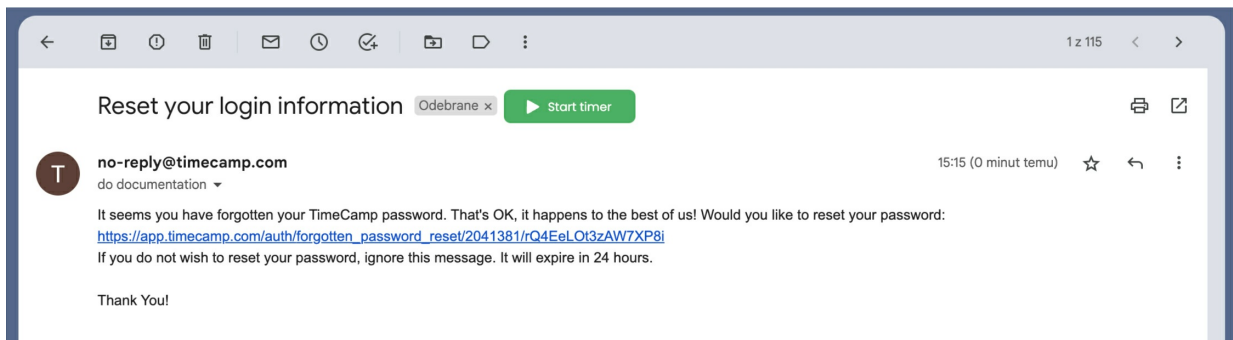 1 z 115
Reset your login information Odebrane × Start timer
T
no-reply@timecamp.com 15:15 (0 minut temu)
do documentation
It seems you have forgotten your TimeCamp password. That's OK, it happens to the best of us! Would you like to reset your password:
https://app.timecamp.com/auth/forgotten_password_reset/2041381/rQ4EeLOt3zAW7XP8i
If you do not wish to reset your password, ignore this message. It will expire in 24 hours.
Thank You!